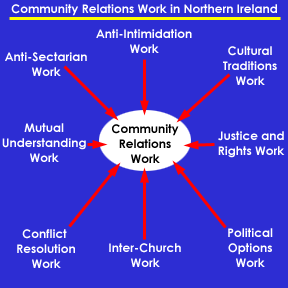 Community Relations Work in Northern Ireland
Anti-Intimidation
Work
Anti-Sectarian
Work
Cultural
Traditions
Work
Mutual
Understanding
Work
Community
Relations
Work
Justice and
Rights Work
Conflict
Resolution
Work
Inter-Church
Work
Political
Options
Work